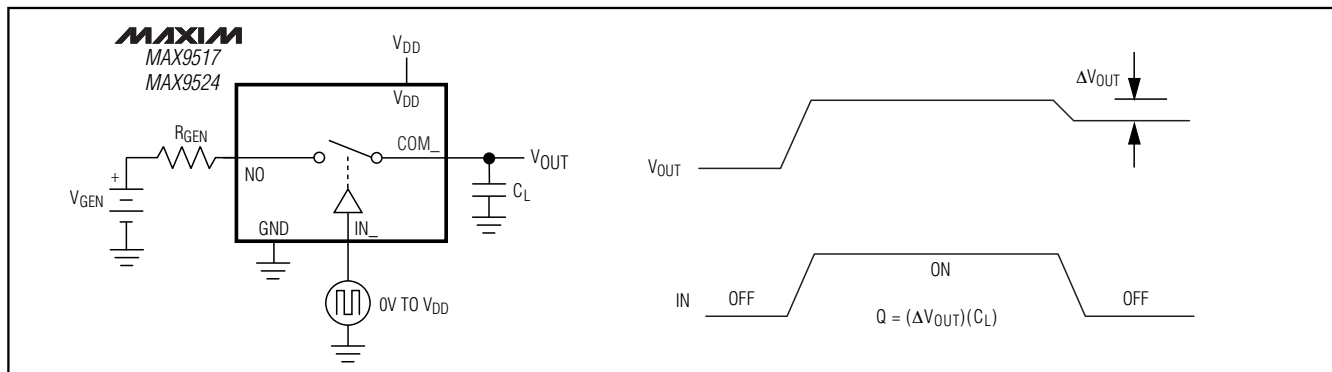 MAXIM
MAX9517
MAX9524
VDD
VDD
RGEN
COM_
VOUT
NO
+
VGEN
CL
GND
IN_
0V TO VDD
ΔVOUT
VOUT
IN
OFF
ON
OFF
Q = (ΔVOUT)(CL)